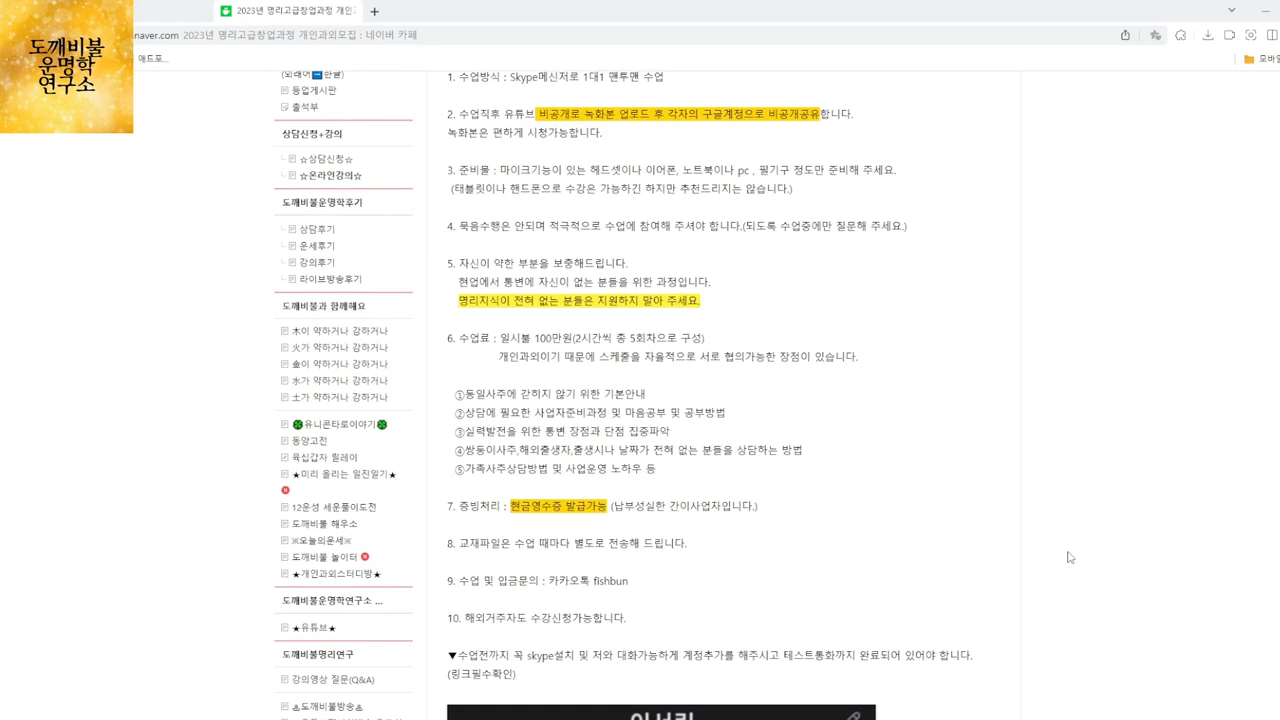 2023년 명리고급창업과정 개인
naver.com 2023년 명리고급창업과정 개인과외모집 : 네이버 카페
도깨비불
운명학
연구소
애드포...
모바일
(외래어➡한글)
등업게시판
출석부
상담신청+강의
☆상담신청☆
☆온라인강의☆
도깨비불운명학후기
상담후기
운세후기
강의후기
라이브방송후기
도깨비불과 함께해요
木이 약하거나 강하거나
火가 약하거나 강하거나
金이 약하거나 강하거나
水가 약하거나 강하거나
土가 약하거나 강하거나
🍀유니콘타로이야기🍀
동양고전
육십갑자 릴레이
★미리 올리는 일진일기★
12운성 세운풀이도전
도깨비불 해우소
※오늘의운세※
도깨비불 놀이터
★개인과외스터디방★
도깨비불운명학연구소 ...
★유튜브★
도깨비불명리연구
강의영상 질문(Q&A)
도깨비불방송
1. 수업방식 : Skype메신저로 1대1 맨투맨 수업
2. 수업직후 유튜브 비공개로 녹화본 업로드 후 각자의 구글계정으로 비공개공유합니다.
녹화본은 편하게 시청가능합니다.
3. 준비물 : 마이크기능이 있는 헤드셋이나 이어폰, 노트북이나 pc , 필기구 정도만 준비해 주세요.
(태블릿이나 핸드폰으로 수강은 가능하긴 하지만 추천드리지는 않습니다.)
4. 묵음수행은 안되며 적극적으로 수업에 참여해 주셔야 합니다.(되도록 수업중에만 질문해 주세요.)
5. 자신이 약한 부분을 보충해드립니다.
현업에서 통변에 자신이 없는 분들을 위한 과정입니다.
명리지식이 전혀 없는 분들은 지원하지 말아 주세요.
6. 수업료 : 일시불 100만원(2시간씩 총 5회차으로 구성)
개인과외이기 때문에 스케줄을 자율적으로 서로 협의가능한 장점이 있습니다.
①동일사주에 갇히지 않기 위한 기본안내
②상담에 필요한 사업자준비과정 및 마음공부 및 공부방법
③실력발전을 위한 통변 장점과 단점 집중파악
④쌍둥이사주,해외출생자,출생시나 날짜가 전혀 없는 분들을 상담하는 방법
⑤가족사주상담방법 및 사업운영 노하우 등
7. 증빙처리 : 현금영수증 발급가능 (납부성실한 간이사업자입니다.)
8. 교재파일은 수업 때마다 별도로 전송해 드립니다.
9. 수업 및 입금문의 : 카카오톡 fishbun
10. 해외거주자도 수강신청가능합니다.
▼수업전까지 꼭 skype설치 및 저와 대화가능하게 계정추가를 해주시고 테스트통화까지 완료되어 있어야 합니다.
(링크필수확인)